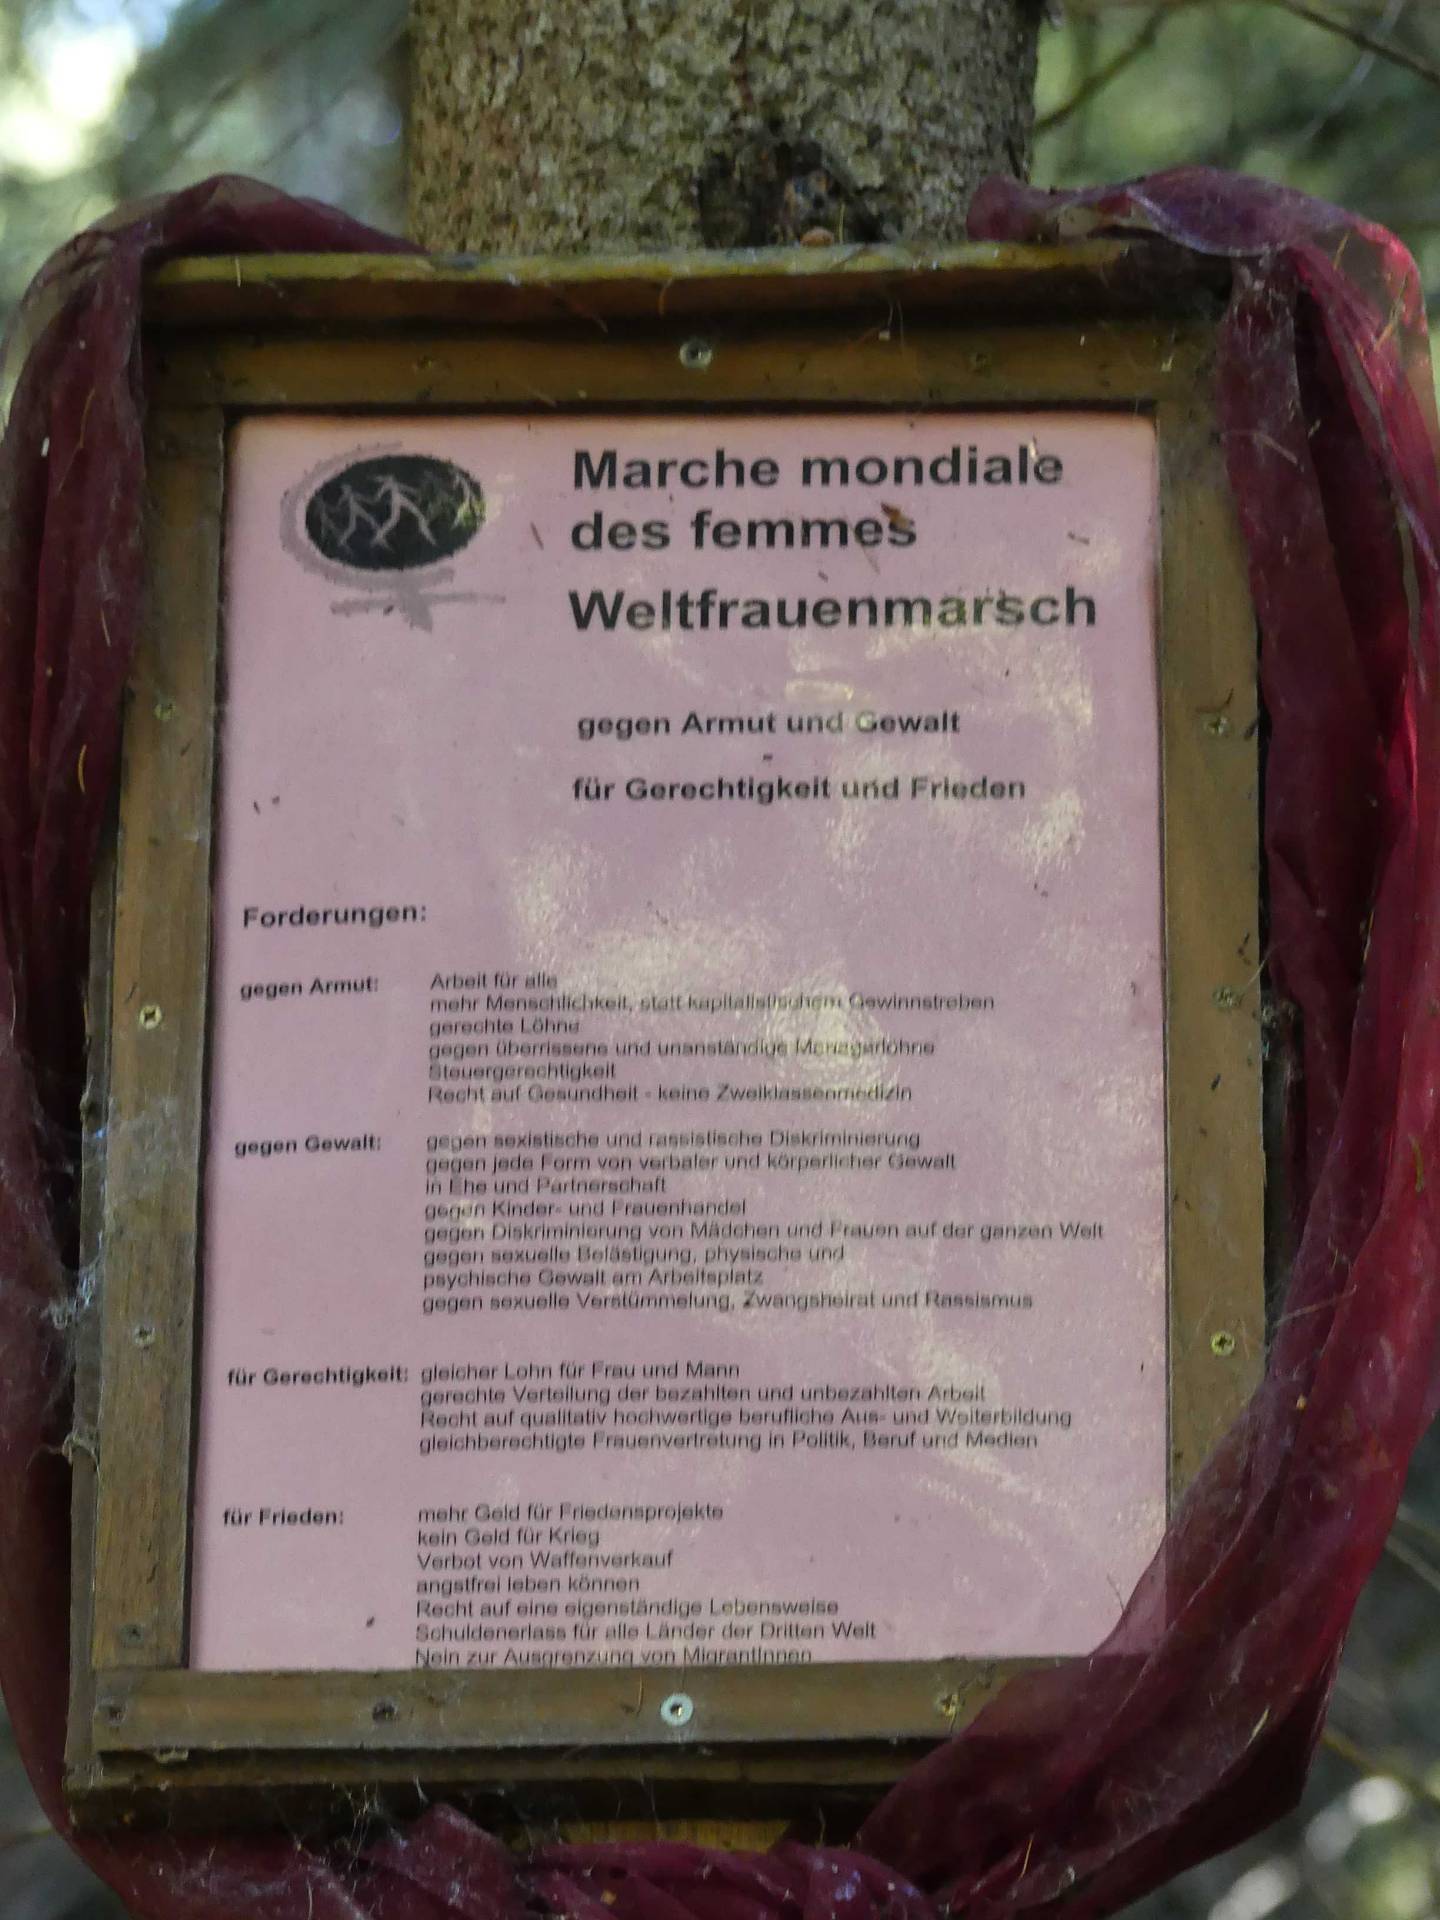 Marche mondiale
des femmes
Weltfrauenmarsch
gegen Armut und Gewalt
-
für Gerechtigkeit und Frieden
Forderungen:
gegen Armut: Arbeit für alle
mehr Menschlichkeit, statt kapitalistischem Gewinnstreben
gerechte Löhne
gegen überrissene und unanständige Managerlöhne
Steuergerechtigkeit
Recht auf Gesundheit - keine Zweiklassenmedizin
gegen Gewalt: gegen sexistische und rassistische Diskriminierung
gegen jede Form von verbaler und körperlicher Gewalt
in Ehe und Partnerschaft
gegen Kinder- und Frauenhandel
gegen Diskriminierung von Mädchen und Frauen auf der ganzen Welt
gegen sexuelle Belästigung, physische und
psychische Gewalt am Arbeitsplatz
gegen sexuelle Verstümmelung, Zwangsheirat und Rassismus
für Gerechtigkeit: gleicher Lohn für Frau und Mann
gerechte Verteilung der bezahlten und unbezahlten Arbeit
Recht auf qualitativ hochwertige berufliche Aus- und Weiterbildung
gleichberechtigte Frauenvertretung in Politik, Beruf und Medien
für Frieden: mehr Geld für Friedensprojekte
kein Geld für Krieg
Verbot von Waffenverkauf
angstfrei leben können
Recht auf eine eigenständige Lebensweise
Schuldenerlass für alle Länder der Dritten Welt
Nein zur Ausgrenzung von MigrantInnen